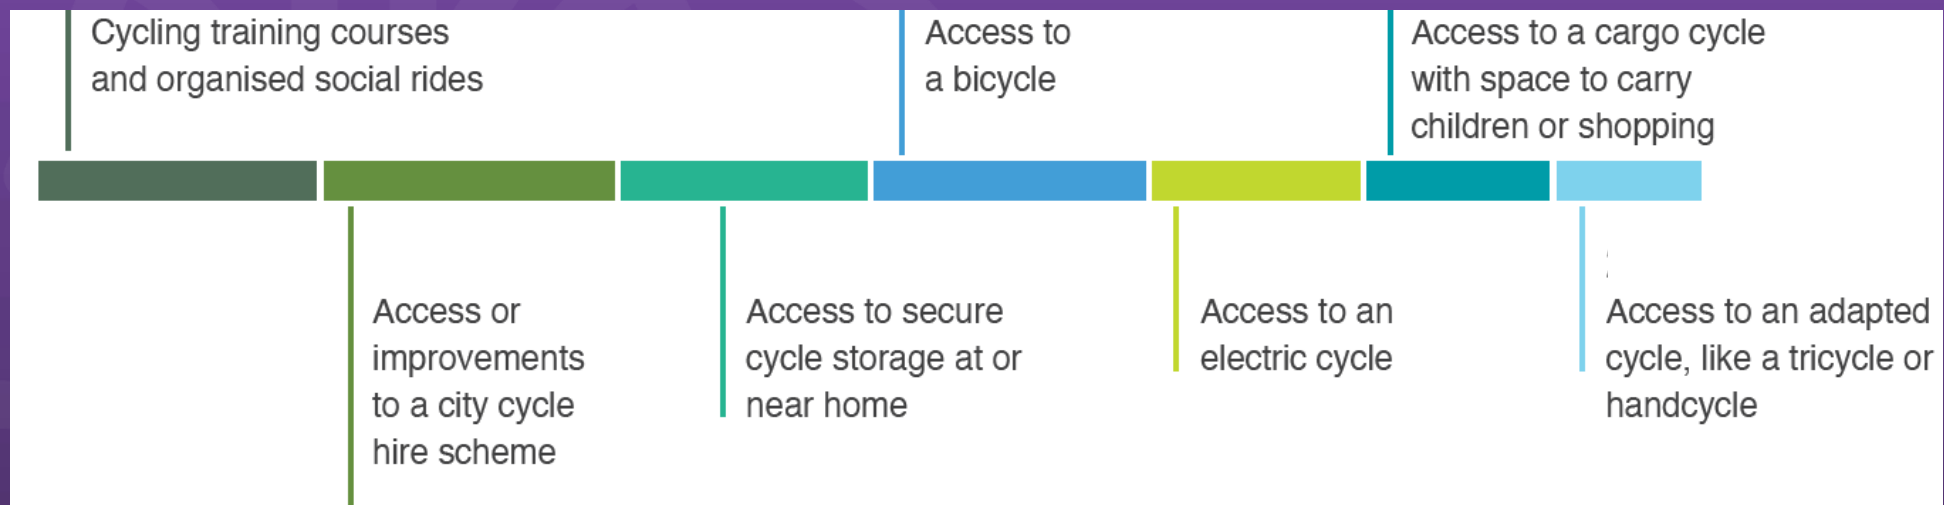 Cycling training courses
and organised social rides
Access to
a bicycle
Access to a cargo cycle
with space to carry
children or shopping
Access or
improvements
to a city cycle
hire scheme
Access to secure
cycle storage at or
near home
Access to an
electric cycle
Access to an adapted
cycle, like a tricycle or
handcycle